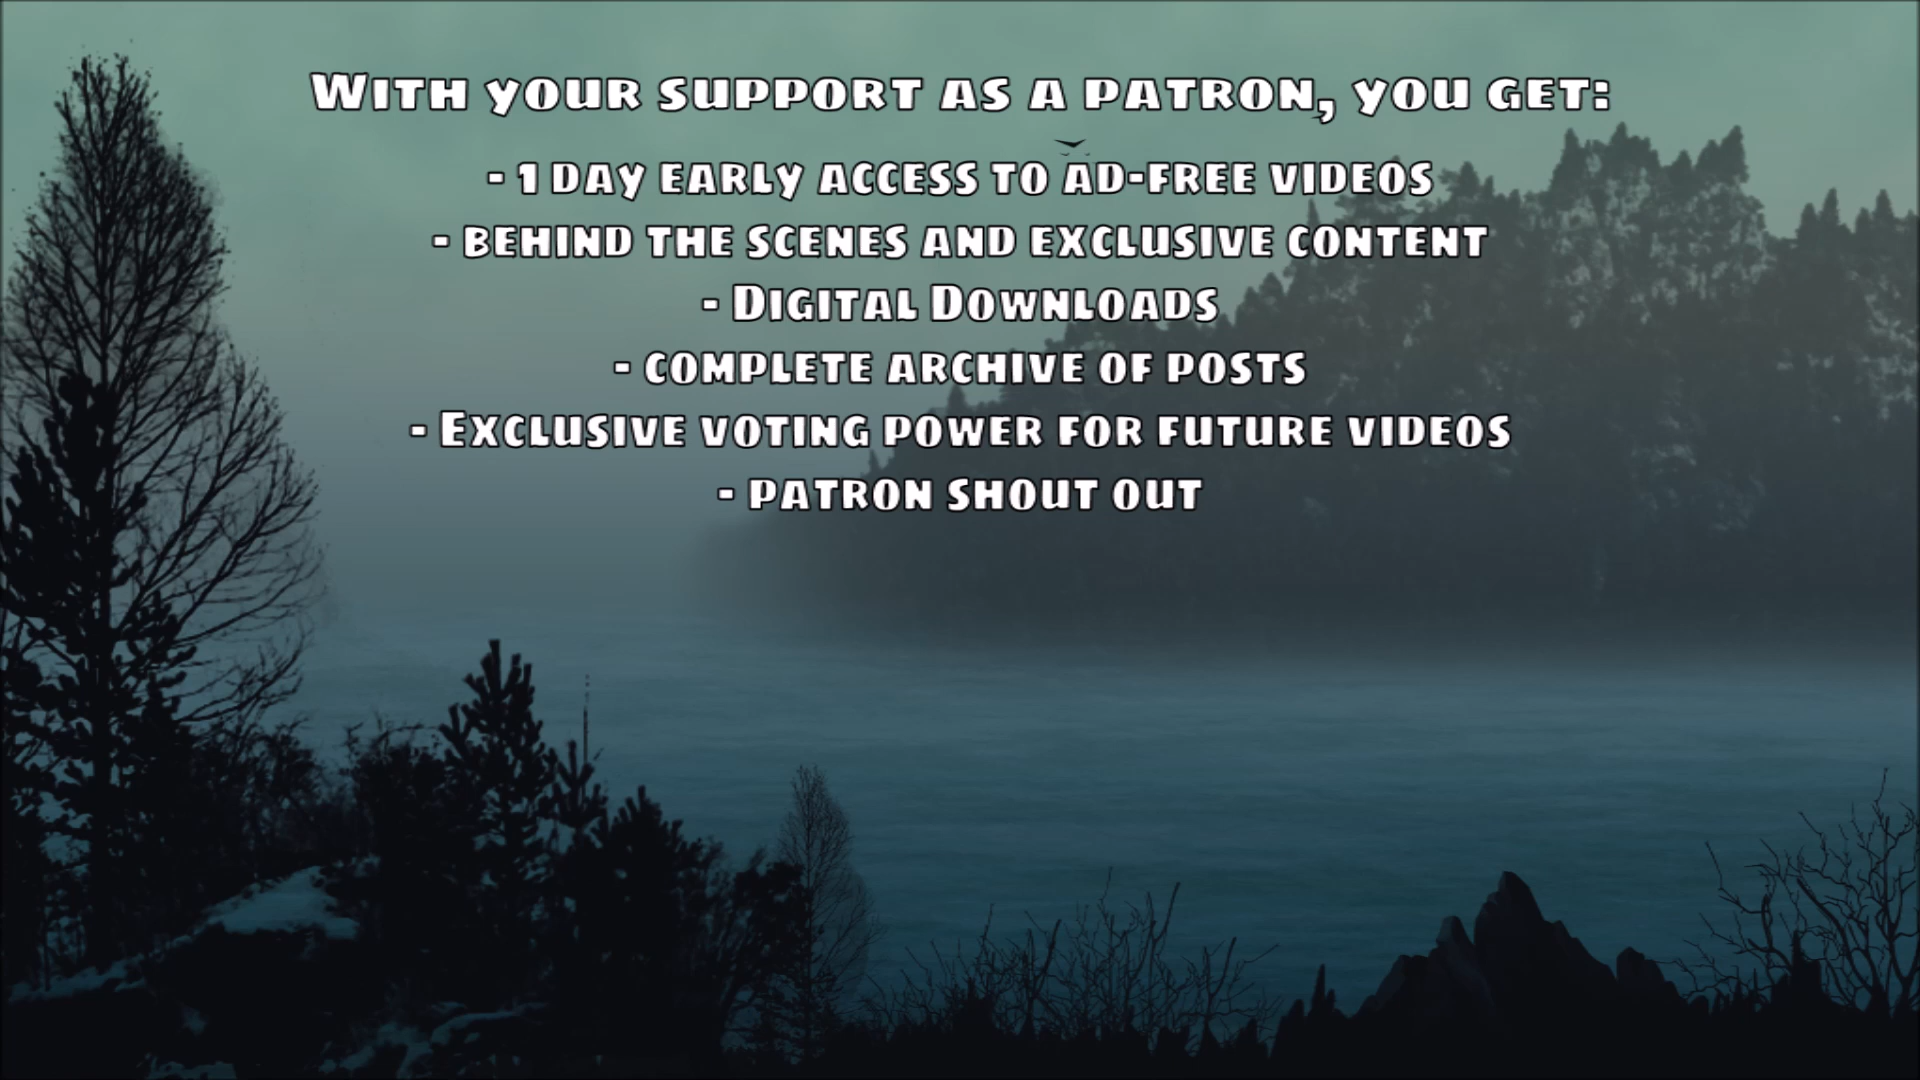 With your support as a patron, you get:
- 1 day early access to ad-free videos
- behind the scenes and exclusive content
- Digital Downloads
- complete archive of posts
- Exclusive voting power for future videos
- patron shout out